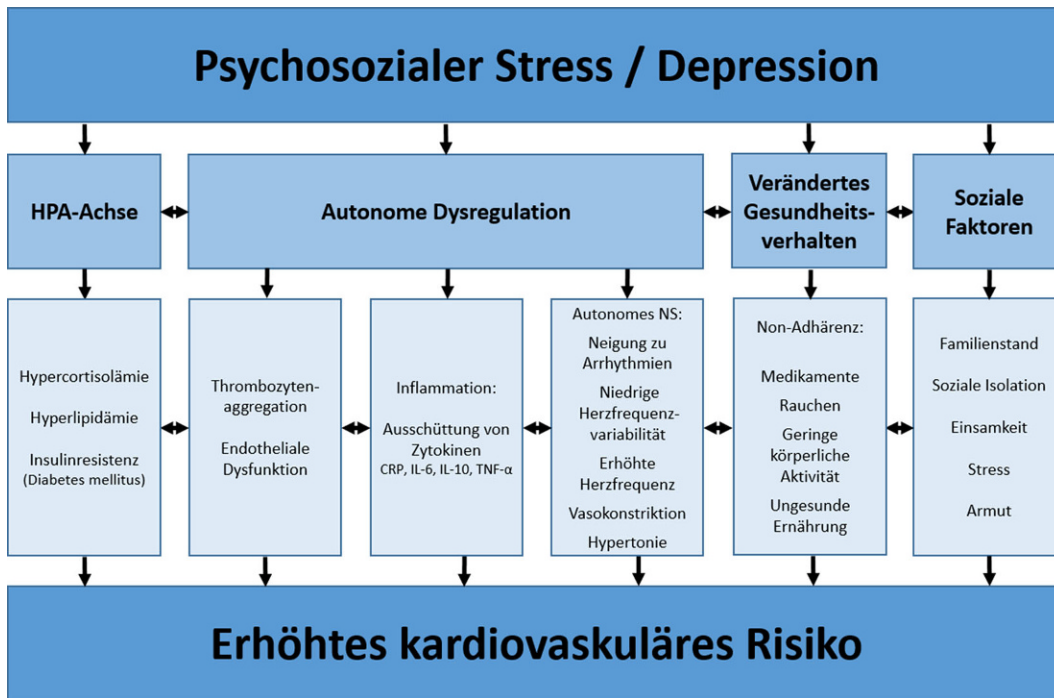 Psychosozialer Stress / Depression
HPA-Achse
Autonome Dysregulation
Verändertes
Gesundheits-
verhalten
Soziale
Faktoren
Hypercortisolämie
Hyperlipidämie
Insulinresistenz
(Diabetes mellitus)
Thrombozyten-
aggregation
Endotheliale
Dysfunktion
Inflammation:
Ausschüttung von
Zytokinen
CRP, IL-6, IL-10, TNF-α
Autonomes NS:
Neigung zu
Arrhythmien
Niedrige
Herzfrequenz-
variabilität
Erhöhte
Herzfrequenz
Vasokonstriktion
Hypertonie
Non-Adhärenz:
Medikamente
Rauchen
Geringe
körperliche
Aktivität
Ungesunde
Ernährung
Familienstand
Soziale Isolation
Einsamkeit
Stress
Armut
Erhöhtes kardiovaskuläres Risiko